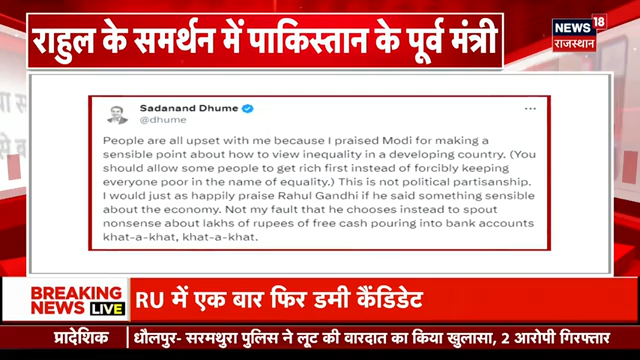 राहुल के समर्थन में पाकिस्तान के पूर्व मंत्री
NEWS 18
राजस्थान
Sadanand Dhume
@dhume
People are all upset with me because I praised Modi for making a
sensible point about how to view inequality in a developing country. (You
should allow some people to get rich first instead of forcibly keeping
everyone poor in the name of equality.) This is not political partisanship.
I would just as happily praise Rahul Gandhi if he said something sensible
about the economy. Not my fault that he chooses instead to spout
nonsense about lakhs of rupees of free cash pouring into bank accounts
khat-a-khat, khat-a-khat.
BREAKING
NEWS LIVE
RU में एक बार फिर डमी कैंडिडेट
प्रादेशिक
धौलपुर- सरमथुरा पुलिस ने लूट की वारदात का किया खुलासा, 2 आरोपी गिरफ्तार